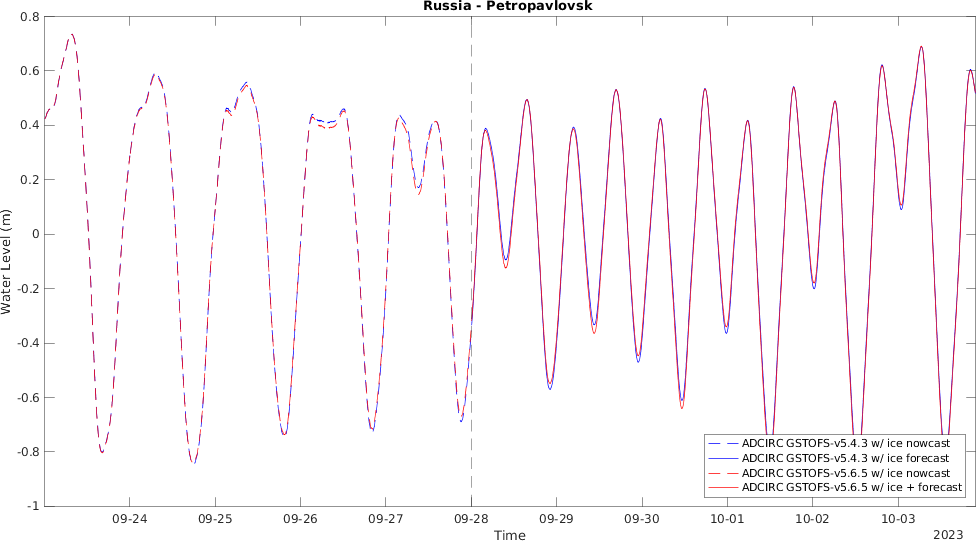 Russia - Petropavlovsk
0.8
0.6
0.4
0.2
0
-0.2
-0.4
-0.6
-0.8
-1
Water Level (m)
ADCIRC GSTOFS-v5.4.3 w/ ice nowcast
ADCIRC GSTOFS-v5.4.3 w/ ice forecast
ADCIRC GSTOFS-v5.6.5 w/ ice nowcast
ADCIRC GSTOFS-v5.6.5 w/ ice + forecast
09-24 09-25 09-26 09-27 09-28 09-29 09-30 10-01 10-02 10-03
Time
2023